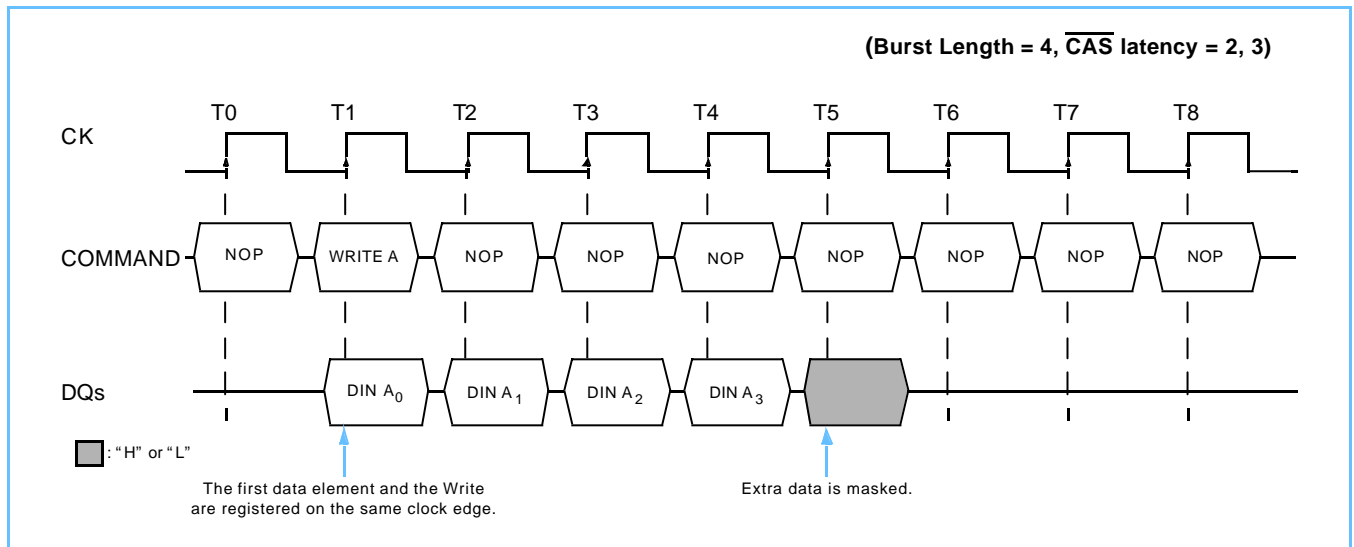 (Burst Length = 4, CAS latency = 2, 3)
T0 T1 T2 T3 T4 T5 T6 T7 T8
CK
COMMAND NOP WRITE A NOP NOP NOP NOP NOP NOP NOP
DQs DIN A0 DIN A1 DIN A2 DIN A3
: “H” or “L”
The first data element and the Write
are registered on the same clock edge.
Extra data is masked.